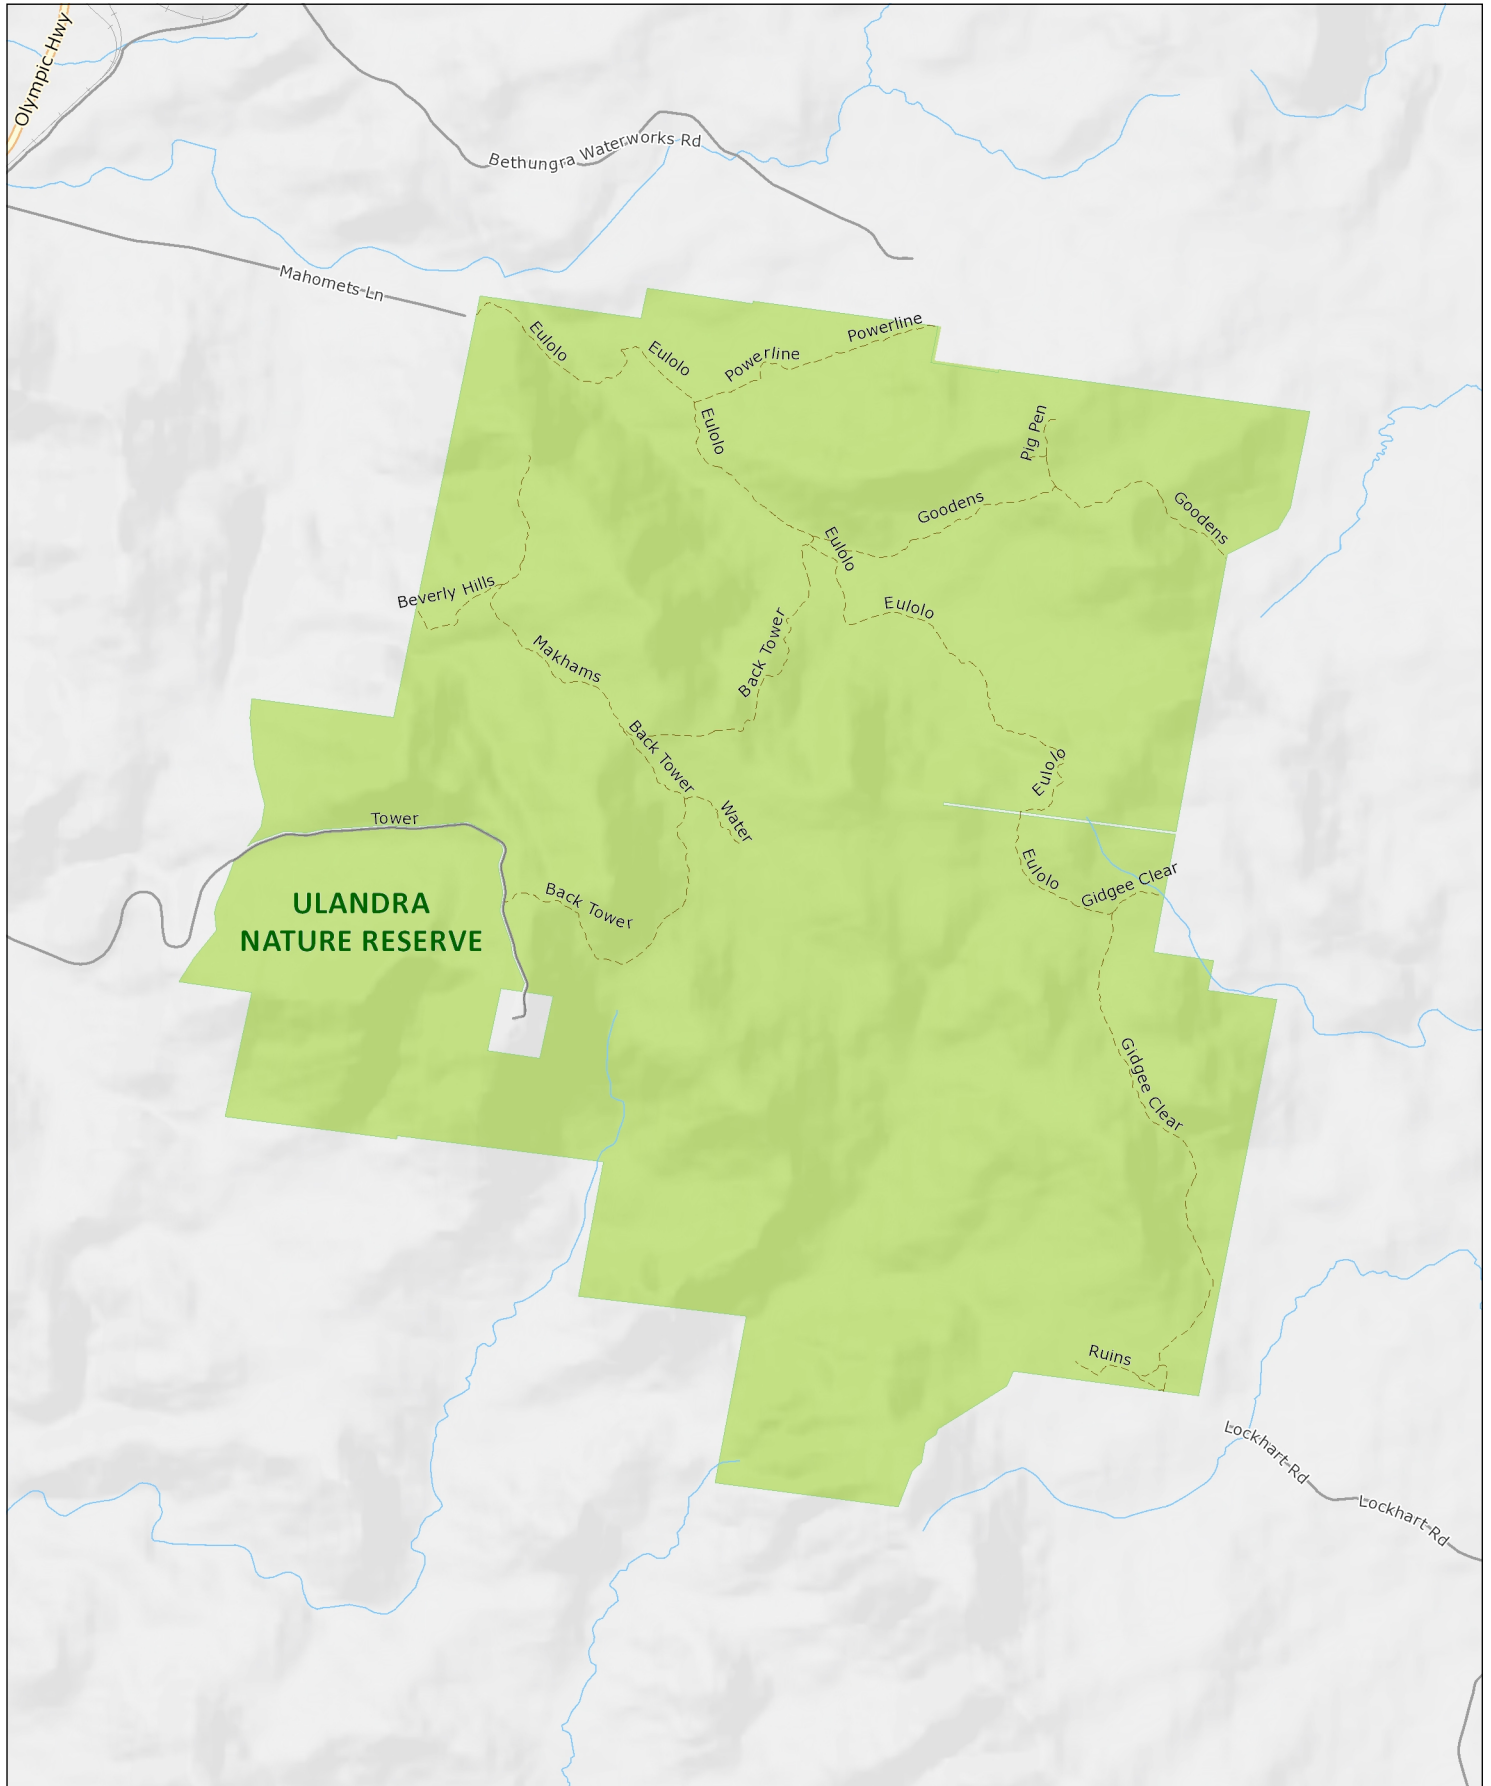 Olympic Hwy
Bethungra Waterworks Rd
Mahomets Ln
Eulolo
Eulolo
Powerline
Powerline
Eulolo
Pig Pen
Goodens
Goodens
Eulolo
Beverly Hills
Eulolo
Back Tower
Makhams
Back Tower
Eulolo
Water
Tower
Eulolo
Gidgee Clear
Back Tower
ULANDRA
NATURE RESERVE
Gidgee Clear
Ruins
Lockhart Rd
Lockhart Rd